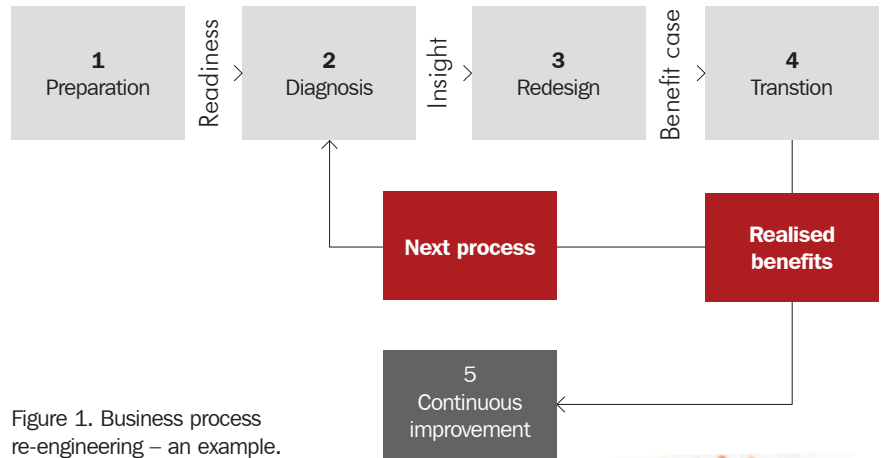 1
Preparation
Readiness
2
Diagnosis
Insight
3
Redesign
Benefit case
4
Transtion
Next process
Realised
benefits
5
Continuous
improvement
Figure 1. Business process
re-engineering – an example.